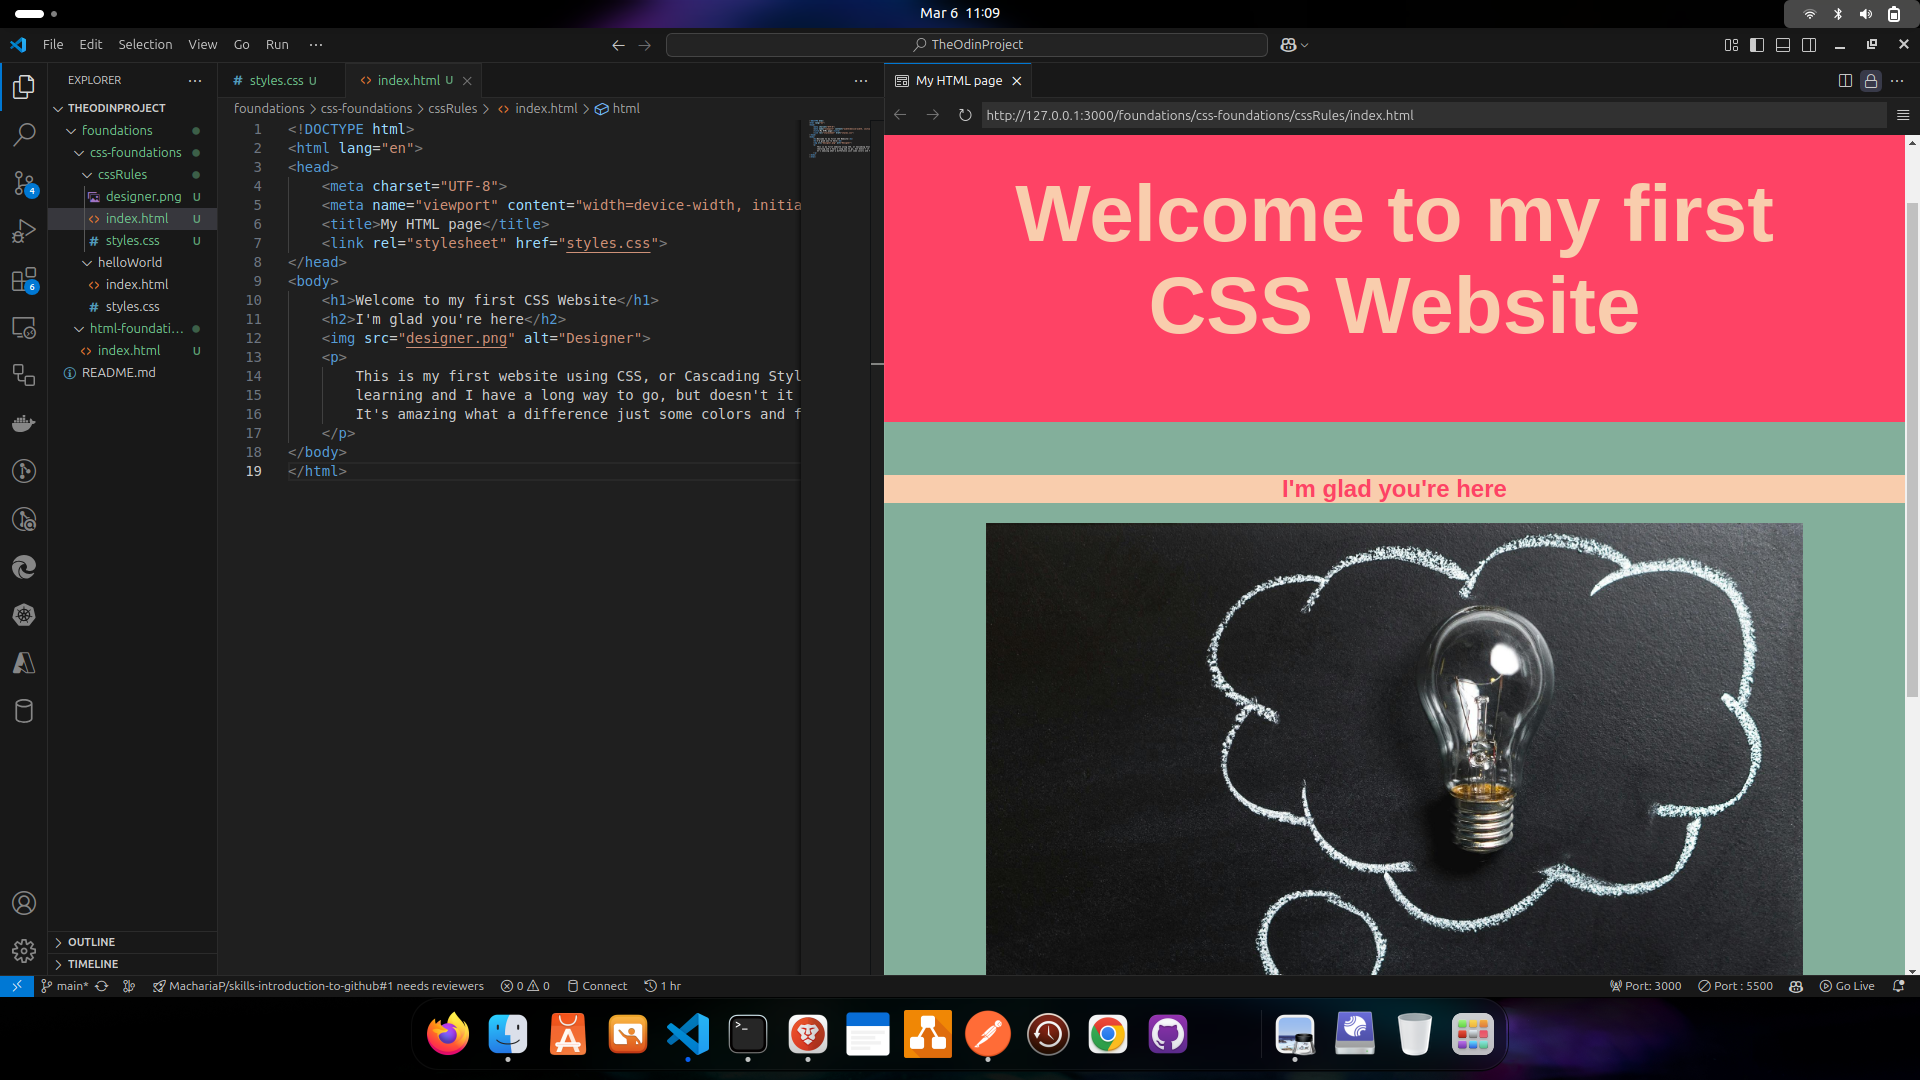 Mar 6 11:09
File Edit Selection View Go Run ···
TheOdinProject
EXPLORER
THEODINPROJECT
foundations
css-foundations
cssRules
designer.png U
index.html U
styles.css U
helloWorld
index.html
styles.css
html-foundati...
index.html U
README.md
OUTLINE
TIMELINE
4
6
styles.css U
index.html U
foundations > css-foundations > cssRules > index.html > html
1 <!DOCTYPE html>
2 <html lang="en">
3 <head>
4 <meta charset="UTF-8">
5 <meta name="viewport" content="width=device-width, initia
6 <title>My HTML page</title>
7 <link rel="stylesheet" href="styles.css">
8 </head>
9 <body>
10 <h1>Welcome to my first CSS Website</h1>
11 <h2>I'm glad you're here</h2>
12 <img src="designer.png" alt="Designer">
13 <p>
14 This is my first website using CSS, or Cascading Styl
15 learning and I have a long way to go, but doesn't it
16 It's amazing what a difference just some colors and f
17 </p>
18 </body>
19 </html>
My HTML page
http://127.0.0.1:3000/foundations/css-foundations/cssRules/index.html
Welcome to my first
CSS Website
I'm glad you're here
main* MachariaP/skills-introduction-to-github#1 needs reviewers 0 0 Connect 1 hr
Port: 3000 Port : 5500 Go Live